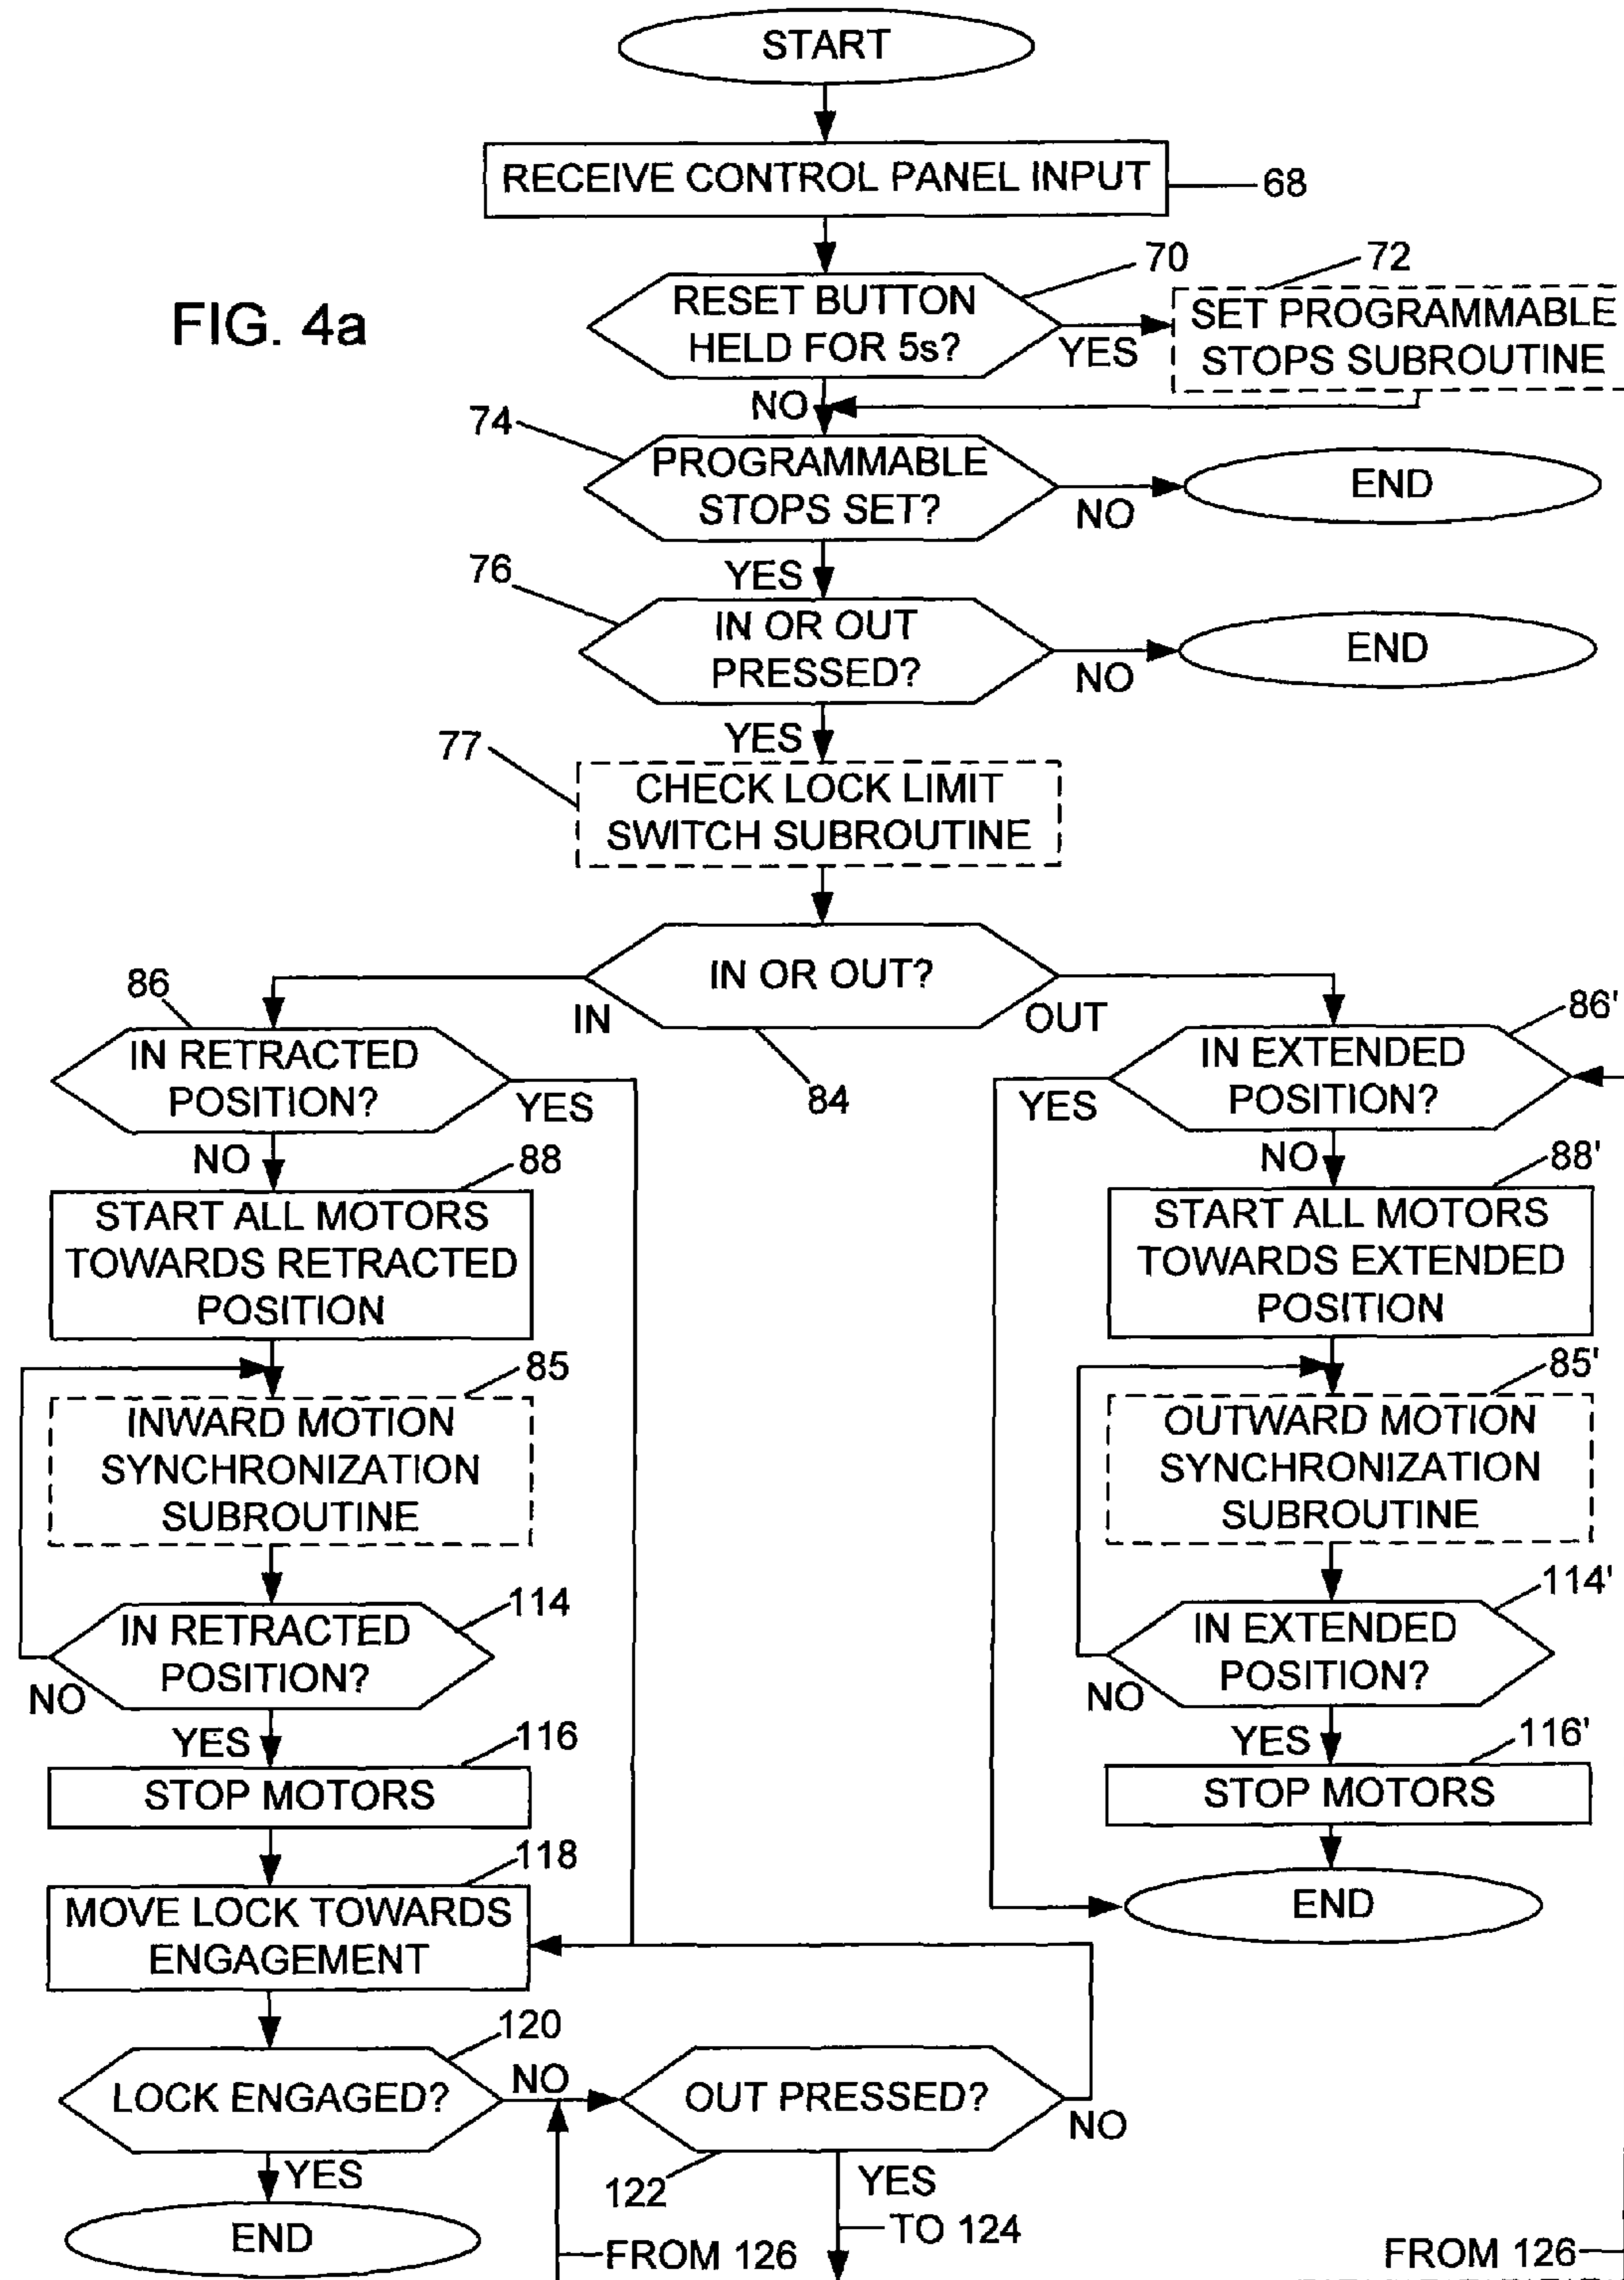 START
RECEIVE CONTROL PANEL INPUT
68
FIG. 4a
RESET BUTTON
HELD FOR 5s?
70
YES
72
SET PROGRAMMABLE
STOPS SUBROUTINE
NO
74
PROGRAMMABLE
STOPS SET?
NO
END
YES
76
IN OR OUT
PRESSED?
NO
END
YES
77
CHECK LOCK LIMIT
SWITCH SUBROUTINE
IN OR OUT?
IN
OUT
84
86
IN RETRACTED
POSITION?
YES
NO
88
START ALL MOTORS
TOWARDS RETRACTED
POSITION
85
INWARD MOTION
SYNCHRONIZATION
SUBROUTINE
114
IN RETRACTED
POSITION?
NO
YES
116
STOP MOTORS
118
MOVE LOCK TOWARDS
ENGAGEMENT
120
LOCK ENGAGED?
NO
YES
END
OUT PRESSED?
NO
122
YES
TO 124
FROM 126
86'
IN EXTENDED
POSITION?
YES
NO
88'
START ALL MOTORS
TOWARDS EXTENDED
POSITION
85'
OUTWARD MOTION
SYNCHRONIZATION
SUBROUTINE
114'
IN EXTENDED
POSITION?
NO
YES
116'
STOP MOTORS
END
FROM 126